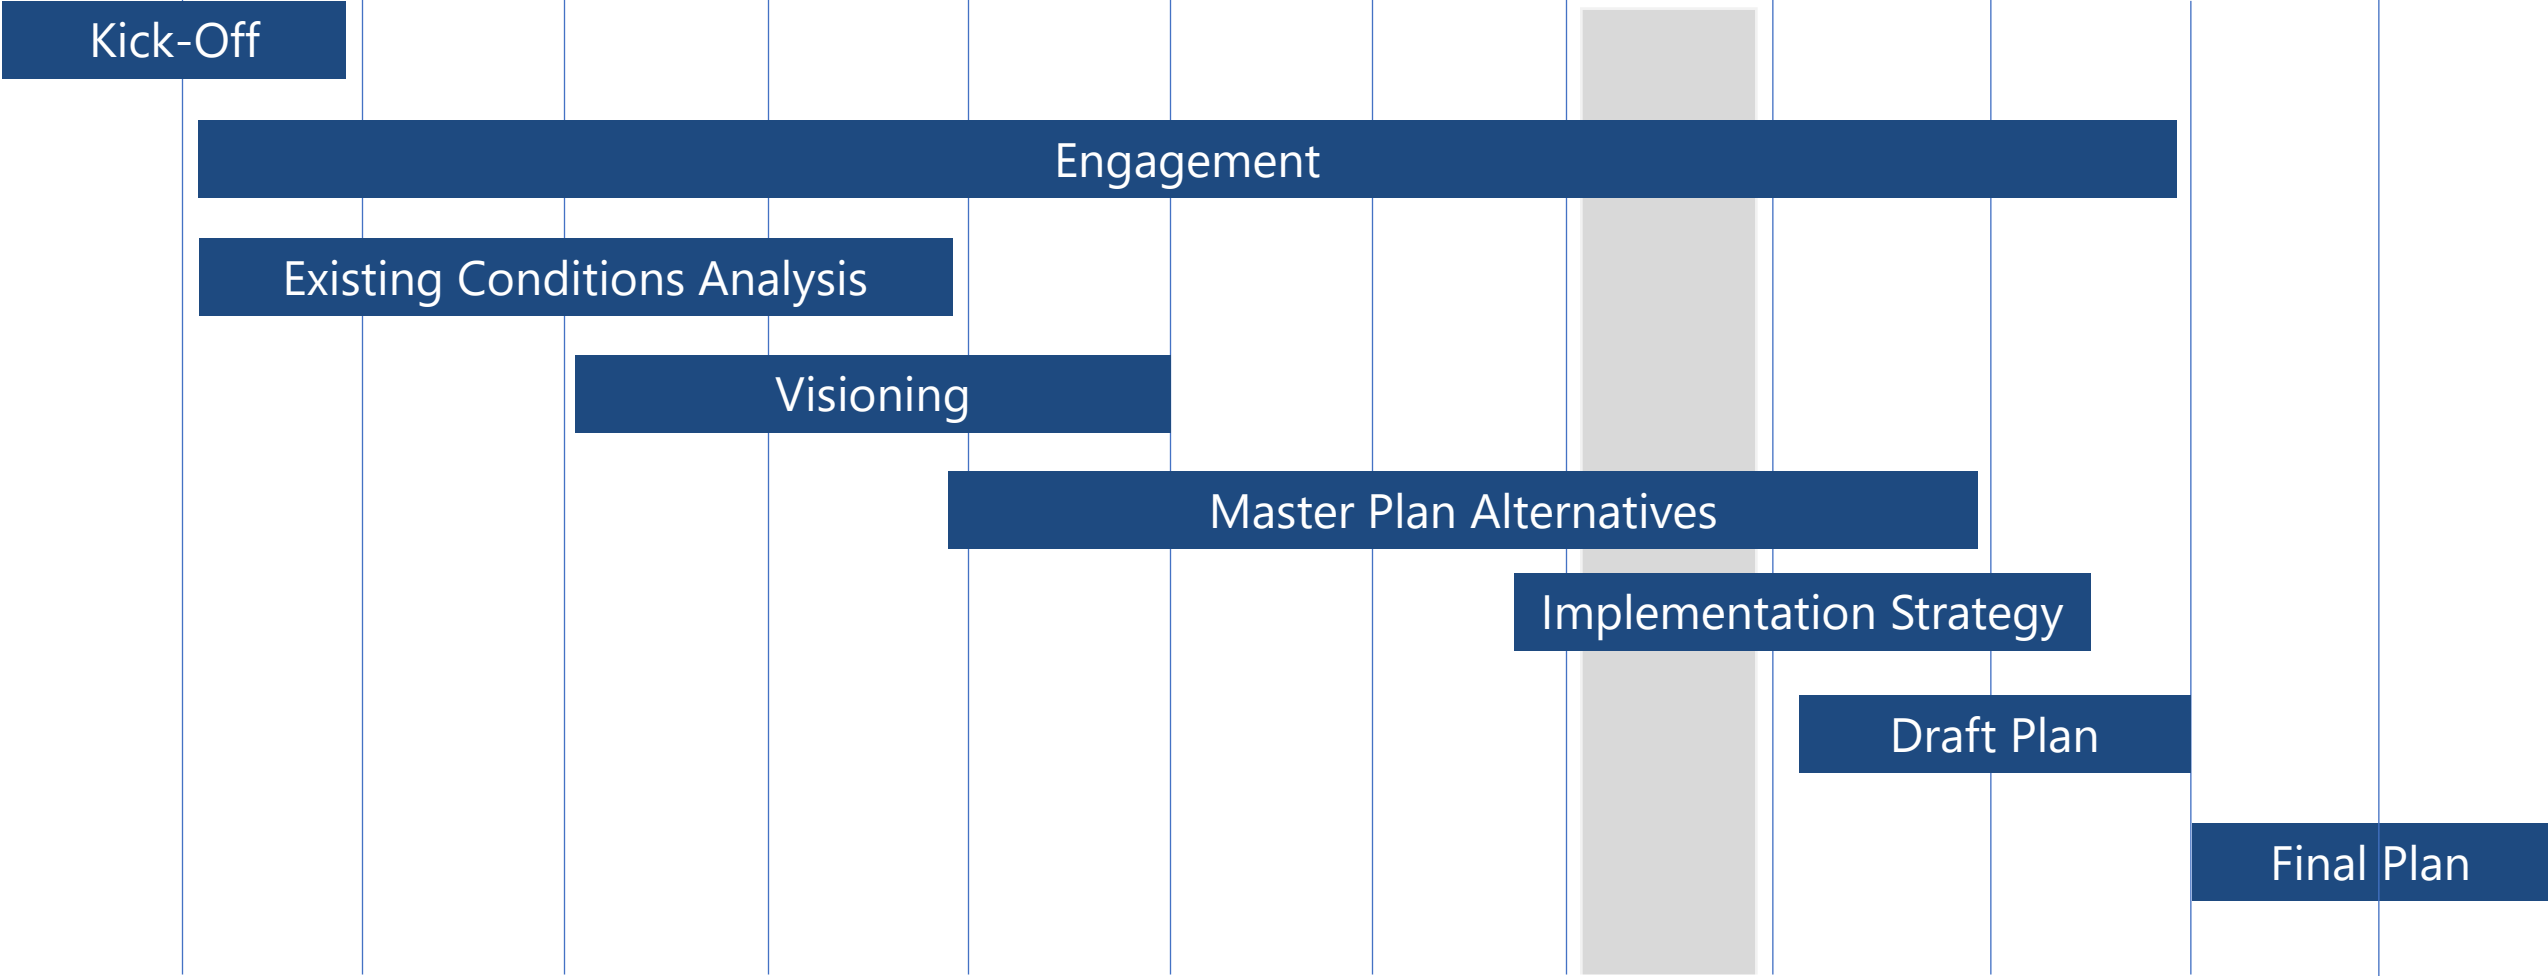 Kick-Off
Engagement
Existing Conditions Analysis
Visioning
Master Plan Alternatives
Implementation Strategy
Draft Plan
Final Plan